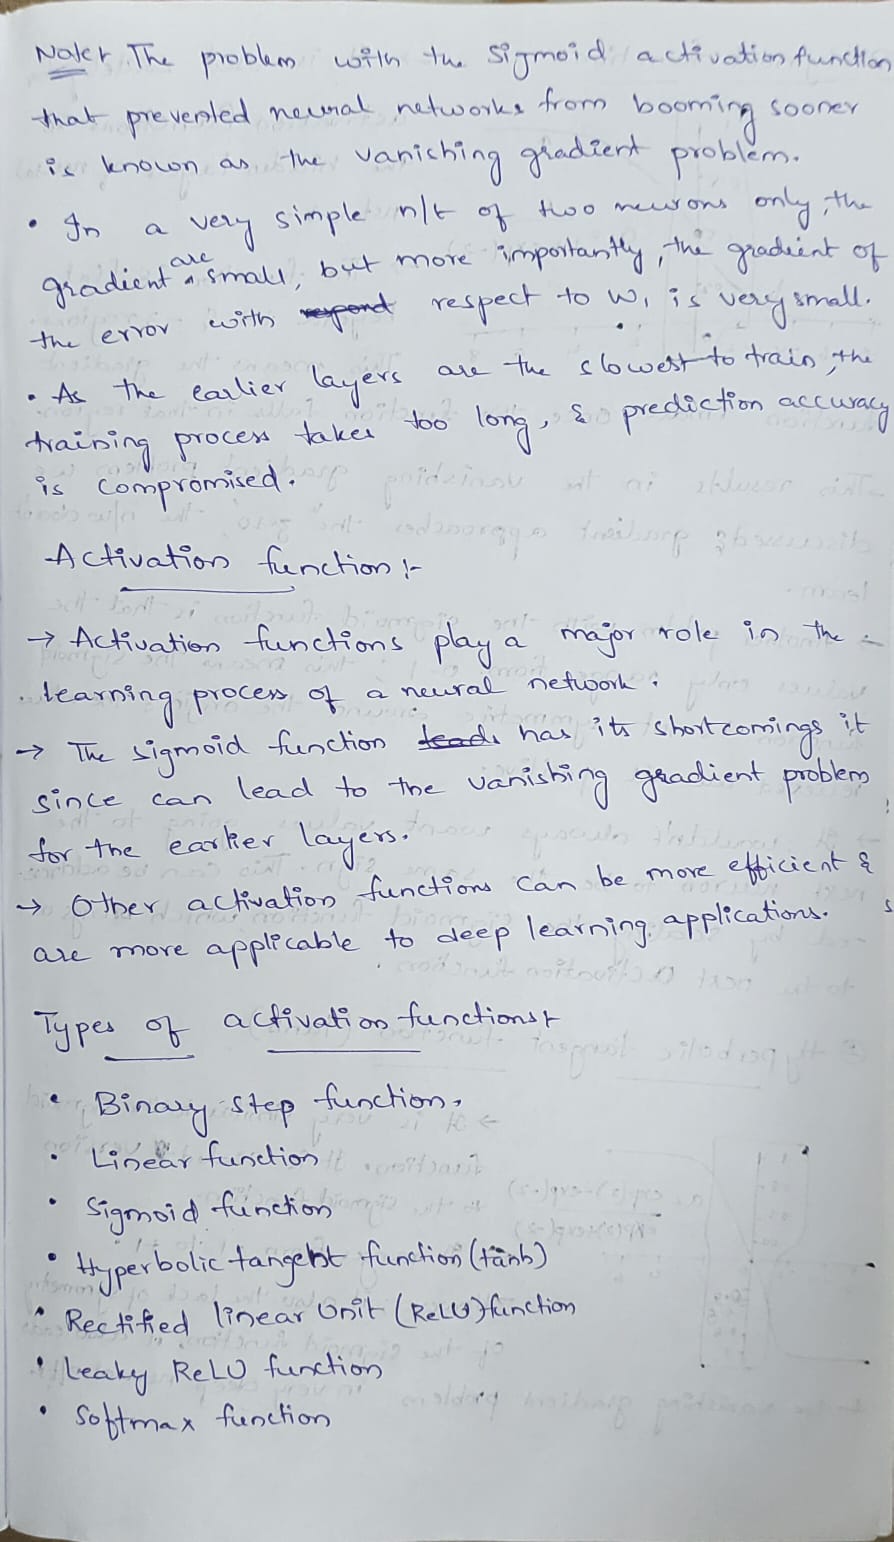 Note:- The problem with the Sigmoid activation function
that prevented neural networks from booming sooner
is known as the vanishing gradient problem.
• In a very simple n/t of two neurons only, the
gradient are small, but more importantly, the gradient of
the error with respond respect to w₁ is very small.
• As the earlier layers are the slowest to train, the
training process takes too long, & prediction accuracy
is compromised.
Activation function :-
→ Activation functions play a major role in the
learning process of a neural network.
→ The sigmoid function leads has its shortcomings it
since can lead to the vanishing gradient problem
for the earlier layers.
→ Other activation functions can be more efficient &
are more applicable to deep learning applications.
Types of activation functions:-
• Binary step function.
• Linear function
• Sigmoid function
• Hyperbolic tangent function (tanh)
• Rectified linear Unit (ReLU) function
• Leaky ReLU function
• Softmax function